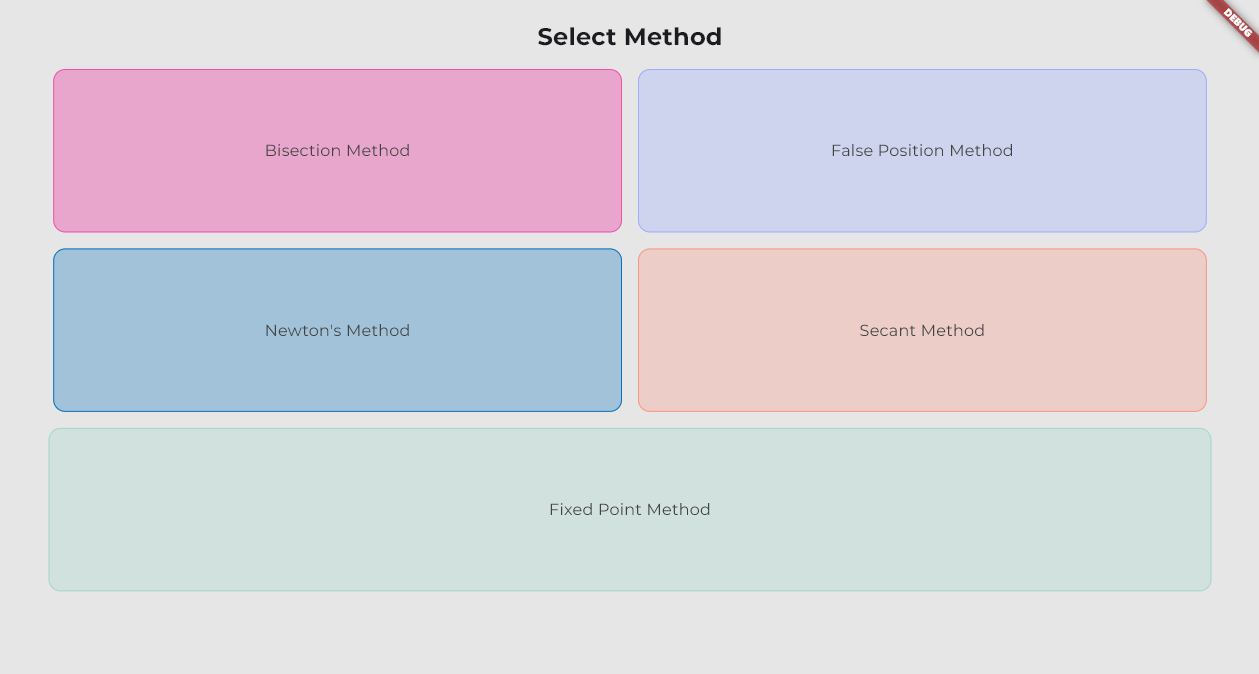 Select Method
DEBUG
Bisection Method
False Position Method
Newton's Method
Secant Method
Fixed Point Method